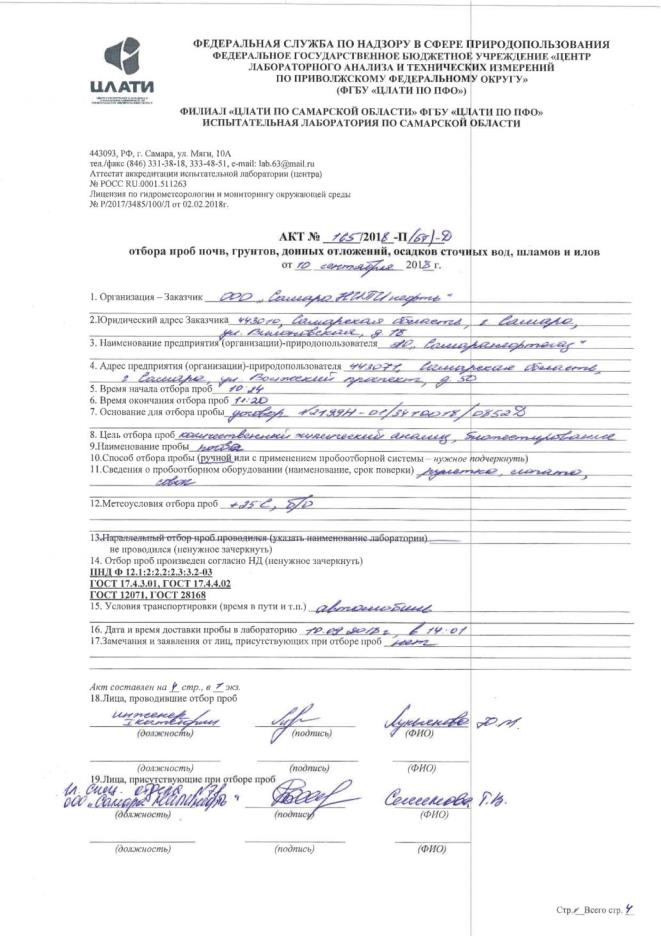 ФЕДЕРАЛЬНАЯ СЛУЖБА ПО НАДЗОРУ В СФЕРЕ ПРИРОДОПОЛЬЗОВАНИЯ
ФЕДЕРАЛЬНОЕ ГОСУДАРСТВЕННОЕ БЮДЖЕТНОЕ УЧРЕЖДЕНИЕ «ЦЕНТР
ЛАБОРАТОРНОГО АНАЛИЗА И ТЕХНИЧЕСКИХ ИЗМЕРЕНИЙ
ПО ПРИВОЛЖСКОМУ ФЕДЕРАЛЬНОМУ ОКРУГУ»
(ФГБУ «ЦЛАТИ ПО ПФО»)
ЦЛАТИ
ФИЛИАЛ «ЦЛАТИ ПО САМАРСКОЙ ОБЛАСТИ» ФГБУ «ЦЛАТИ ПО ПФО»
ИСПЫТАТЕЛЬНАЯ ЛАБОРАТОРИЯ ПО САМАРСКОЙ ОБЛАСТИ
443093, РФ, г. Самара, ул. Мяги, 10А
тел./факс (846) 331-38-18, 333-48-51, e-mail: lab.63@mail.ru
Аттестат аккредитации испытательной лаборатории (центра)
№ РОСС RU.0001.511263
Лицензия по гидрометеорологии и мониторингу окружающей среды
№ Р/2017/3485/100/Л от 02.02.2018г.
АКТ № 165/2018-П/61/-Д
отбора проб почв, грунтов, донных отложений, осадков сточных вод, шламов и илов
от 10 сентября 2018 г.
1. Организация – Заказчик ООО „СамараНИПИнефть"
2.Юридический адрес Заказчика 443010, Самарская область, г Самара,
ул. Вилоновская, д 18
3. Наименование предприятия (организации)-природопользователя АО „Самаранефтегаз"
4. Адрес предприятия (организации)-природопользователя 443071, Самарская область,
г Самара, ул. Волжский проспект, д. 50
5. Время начала отбора проб 10:
6. Время окончания отбора проб 11:20
7. Основание для отбора пробы договор
8. Цель отбора проб количественный химический анализ, биотестирование
9.Наименование пробы почва
10.Способ отбора пробы (ручной или с применением пробоотборной системы – нужное подчеркнуть)
11.Сведения о пробоотборном оборудовании (наименование, срок поверки) рулетка, лопата,
совок
12.Метеоусловия отбора проб +25 С, б/о
13.Параллельный отбор проб проводился (указать наименование лаборатории)
не проводился (ненужное зачеркнуть)
14. Отбор проб произведен согласно НД (ненужное зачеркнуть)
ПНД Ф 12.1:2:2.2:2.3:3.2-03
ГОСТ 17.4.3.01, ГОСТ 17.4.4.02
ГОСТ 12071, ГОСТ 28168
15. Условия транспортировки (время в пути и т.п.) автомобиль
16. Дата и время доставки пробы в лабораторию 10.09.2018г, в 14:01
17.Замечания и заявления от лиц, присутствующих при отборе проб нет
Акт составлен на 4 стр., в 1 экз.
18.Лица, проводившие отбор проб
инженер
I категории Лукьянова Ю.М.
(должность) (подпись) (ФИО)
(должность) (подпись) (ФИО)
19.Лица, присутствующие при отборе проб
гл. спец. отдела
ООО „СамараНИПИнефть" Семенова Т.В.
(должность) (подпись) (ФИО)
(должность) (подпись) (ФИО)
Стр. 1 Всего стр. 4